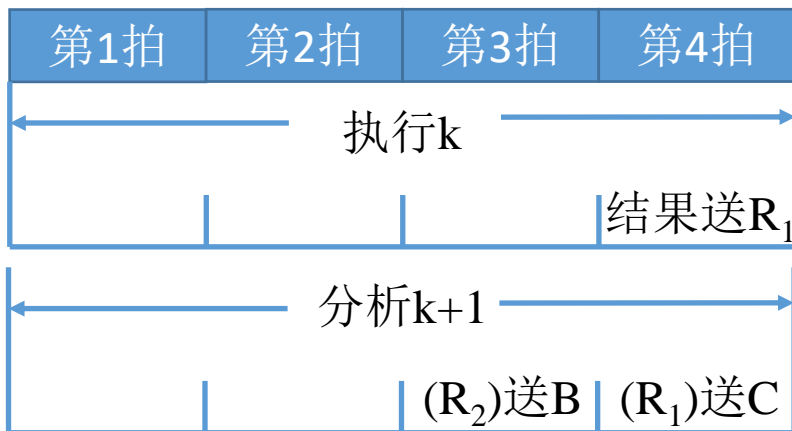 第1拍 第2拍 第3拍 第4拍
执行k
结果送R₁
分析k+1
(R₂)送B (R₁)送C